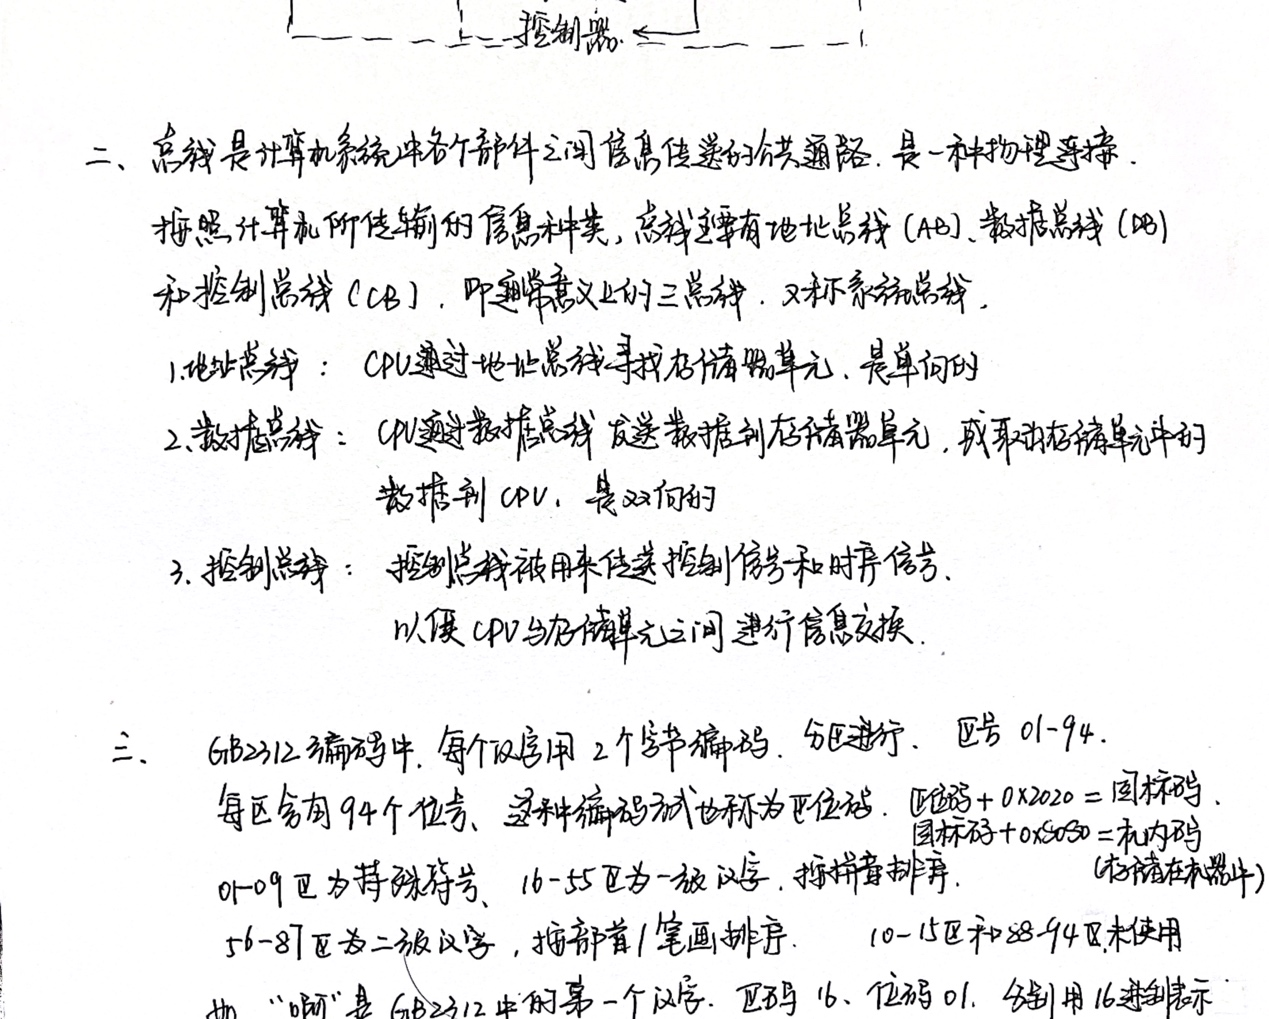 控制器
二、总线是计算机系统中各个部件之间信息传送的公共通路.是一种物理连接.
按照计算机所传输的信息种类,总线主要有地址总线(AB)、数据总线(DB)
和控制总线(CB).即通常意义上的三总线.又称系统总线.
1.地址总线: CPU通过地址总线寻找存储器单元、是单向的
2.数据总线: CPU通过数据总线发送数据到存储器单元,或取出存储单元中的
数据到CPU. 是双向的
3.控制总线: 控制总线被用来传送控制信号和时序信号、
以便CPU与存储单元之间进行信息交换.
三、 GB2312编码中.每个汉字用2个字节编码.分区进行.区号01-94.
每区含有94个位号、这种编码方式也称为区位码. 区位码+0x2020=国标码.
国标码+0x8080=机内码
(存储在机器中)
01-09区为特殊符号、16-55区为一级汉字.按拼音排序.
56-87区为二级汉字,按部首/笔画排序. 10-15区和88-94区未使用
如"啊"是GB2312中的第一个汉字.区码16、位码01.分别用16进制表示